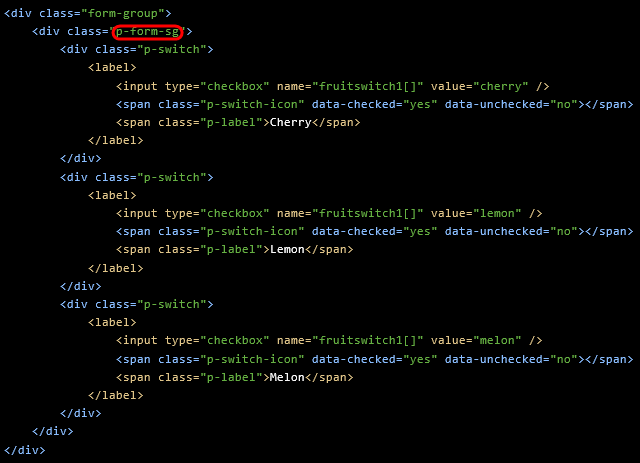 <div class="form-group">
<div class="p-form-sg">
<div class="p-switch">
<label>
<input type="checkbox" name="fruitswitch1[]" value="cherry" />
<span class="p-switch-icon" data-checked="yes" data-unchecked="no"></span>
<span class="p-label">Cherry</span>
</label>
</div>
<div class="p-switch">
<label>
<input type="checkbox" name="fruitswitch1[]" value="lemon" />
<span class="p-switch-icon" data-checked="yes" data-unchecked="no"></span>
<span class="p-label">Lemon</span>
</label>
</div>
<div class="p-switch">
<label>
<input type="checkbox" name="fruitswitch1[]" value="melon" />
<span class="p-switch-icon" data-checked="yes" data-unchecked="no"></span>
<span class="p-label">Melon</span>
</label>
</div>
</div>
</div>